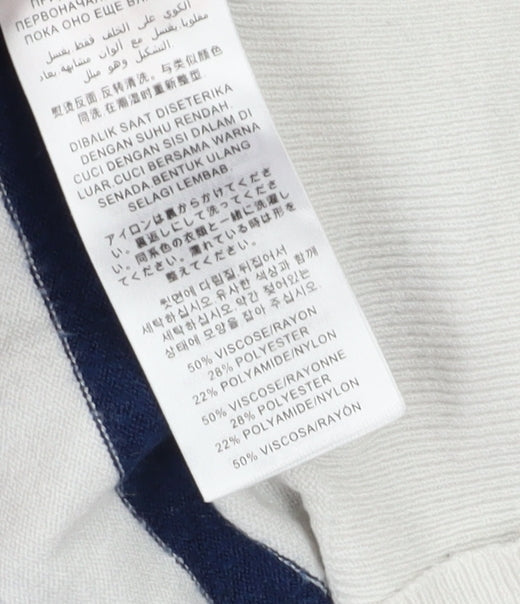 ПЕРВОНАЧА
ПОКА ОНО ЕЩЕ ВЛА
الكوي على الخلف فقط يغسل
مقلوبا يغسل مع ألوان مشابهه يعاد
التشكيل وهو مبلل
熨烫反面 反转清洗。与类似颜色
同洗 在潮湿时重新整型.
DIBALIK SAAT DISETERIKA
DENGAN SUHU RENDAH.
CUCI DENGAN SISI DALAM DI
LUAR.CUCI BERSAMA WARNA
SENADA.BENTUK ULANG
SELAGI LEMBAB.
アイロンは裏からかけてくださ
い。裏返しにして洗ってくださ
い。同系色の衣類と一緒に洗濯し
てください。濡れている時は形を
整えてください。
뒷면에 다림질.뒤집어서
세탁하십시오.유사한 색상과 함께
세탁하십시오.약간 젖어있는
상태에 모양을 잡아 주십시오.
50% VISCOSE/RAYON
28% POLYESTER
22% POLYAMIDE/NYLON
50% VISCOSE/RAYONNE
28% POLYESTER
22% POLYAMIDE/NYLON
50% VISCOSA/RAYÓN